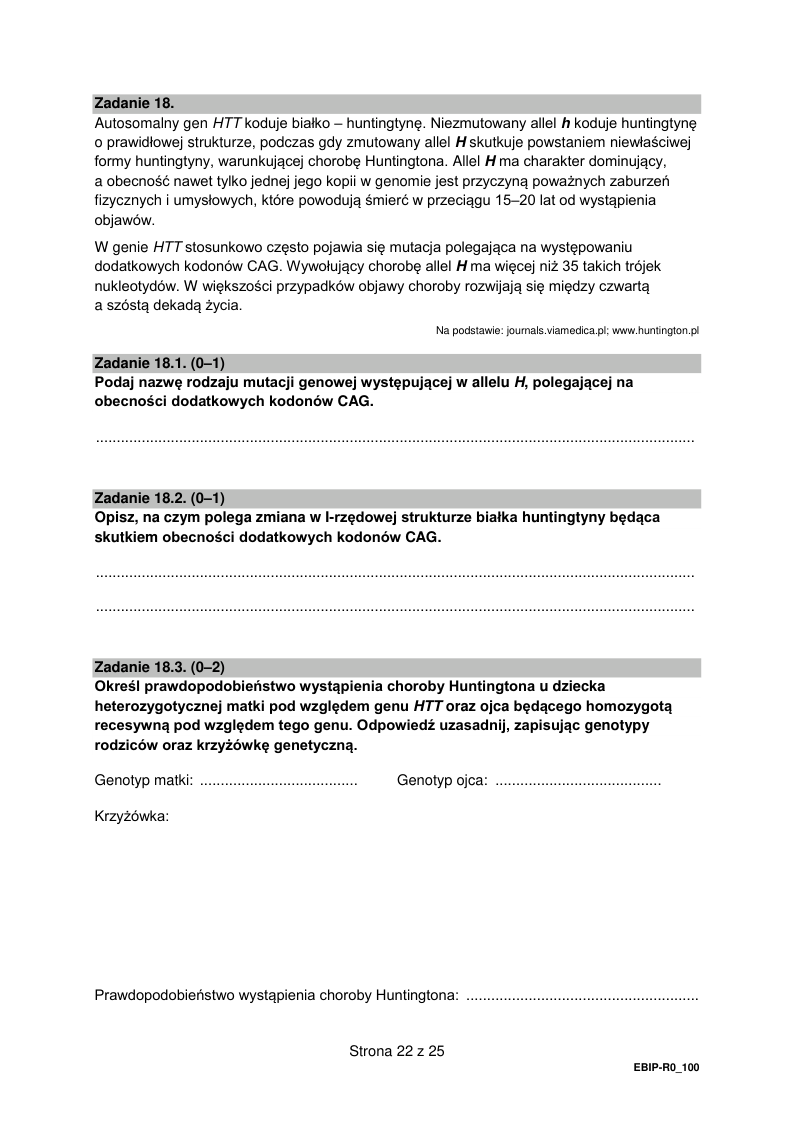 Zadanie 18.
Autosomalny gen HTT koduje białko – huntingtynę. Niezmutowany allel h koduje huntingtynę
o prawidłowej strukturze, podczas gdy zmutowany allel H skutkuje powstaniem niewłaściwej
formy huntingtyny, warunkującej chorobę Huntingtona. Allel H ma charakter dominujący,
a obecność nawet tylko jednej jego kopii w genomie jest przyczyną poważnych zaburzeń
fizycznych i umysłowych, które powodują śmierć w przeciągu 15–20 lat od wystąpienia
objawów.
W genie HTT stosunkowo często pojawia się mutacja polegająca na występowaniu
dodatkowych kodonów CAG. Wywołujący chorobę allel H ma więcej niż 35 takich trójek
nukleotydów. W większości przypadków objawy choroby rozwijają się między czwartą
a szóstą dekadą życia.
Na podstawie: journals.viamedica.pl; www.huntington.pl
Zadanie 18.1. (0–1)
Podaj nazwę rodzaju mutacji genowej występującej w allelu H, polegającej na
obecności dodatkowych kodonów CAG.
....................................................................................................................................................
Zadanie 18.2. (0–1)
Opisz, na czym polega zmiana w I-rzędowej strukturze białka huntingtyny będąca
skutkiem obecności dodatkowych kodonów CAG.
....................................................................................................................................................
....................................................................................................................................................
Zadanie 18.3. (0–2)
Określ prawdopodobieństwo wystąpienia choroby Huntingtona u dziecka
heterozygotycznej matki pod względem genu HTT oraz ojca będącego homozygotą
recesywną pod względem tego genu. Odpowiedź uzasadnij, zapisując genotypy
rodziców oraz krzyżówkę genetyczną.
Genotyp matki: ...................................... Genotyp ojca: ........................................
Krzyżówka:
Prawdopodobieństwo wystąpienia choroby Huntingtona: ........................................................
Strona 22 z 25
EBIP-R0_100